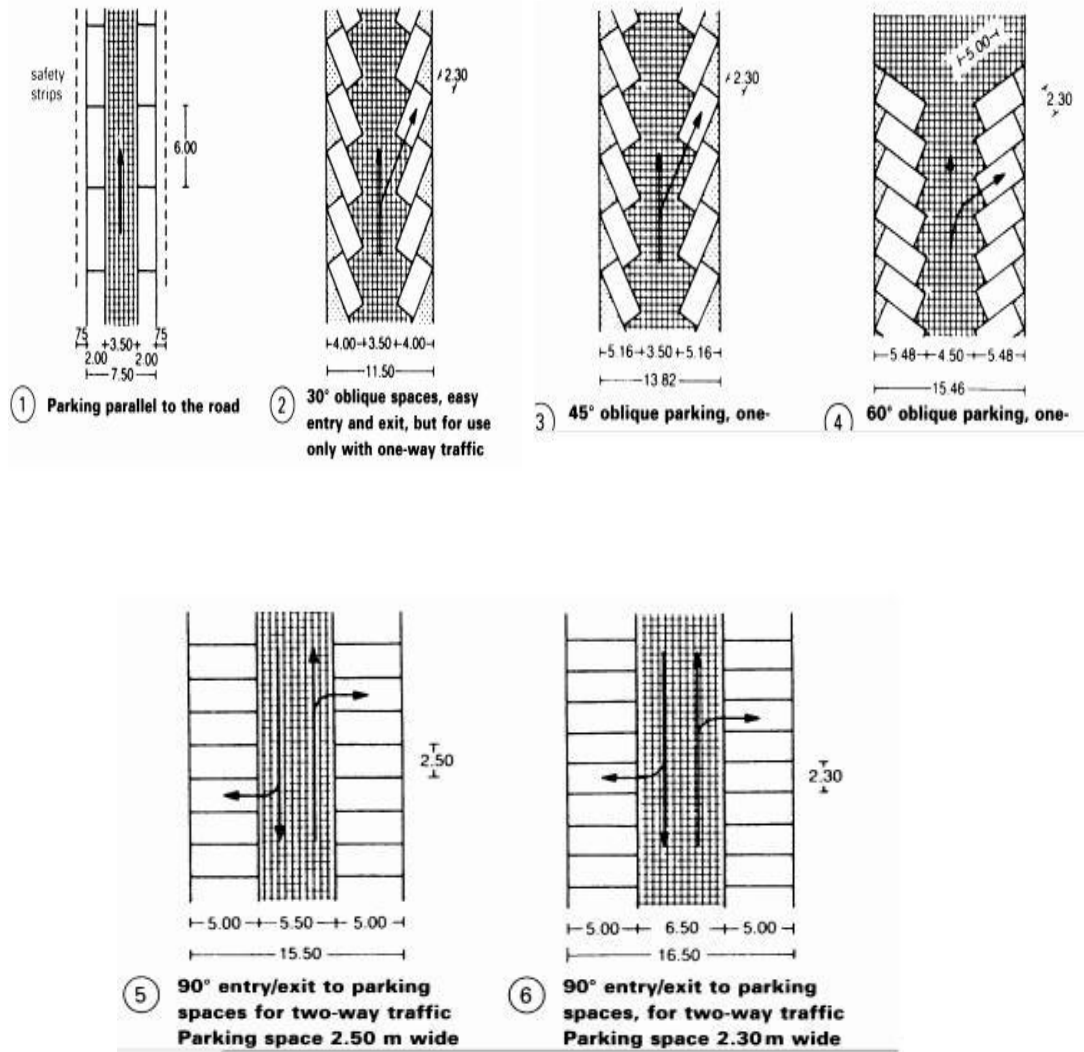 safety
strips
6.00
75 +3.50+ 75
2.00 2.00
7.50
1 Parking parallel to the road
2.30
4.00 3.50 4.00
11.50
2 30° oblique spaces, easy
entry and exit, but for use
only with one-way traffic
2.30
5.16 3.50 5.16
13.82
3) 45° oblique parking, one-
5.00
2.30
5.48 4.50 5.48
15.46
4 60° oblique parking, one-
2.50
5.00 5.50 5.00
15.50
5 90° entry/exit to parking
spaces for two-way traffic
Parking space 2.50 m wide
2.30
5.00 6.50 5.00
16.50
6 90° entry/exit to parking
spaces, for two-way traffic
Parking space 2.30 m wide